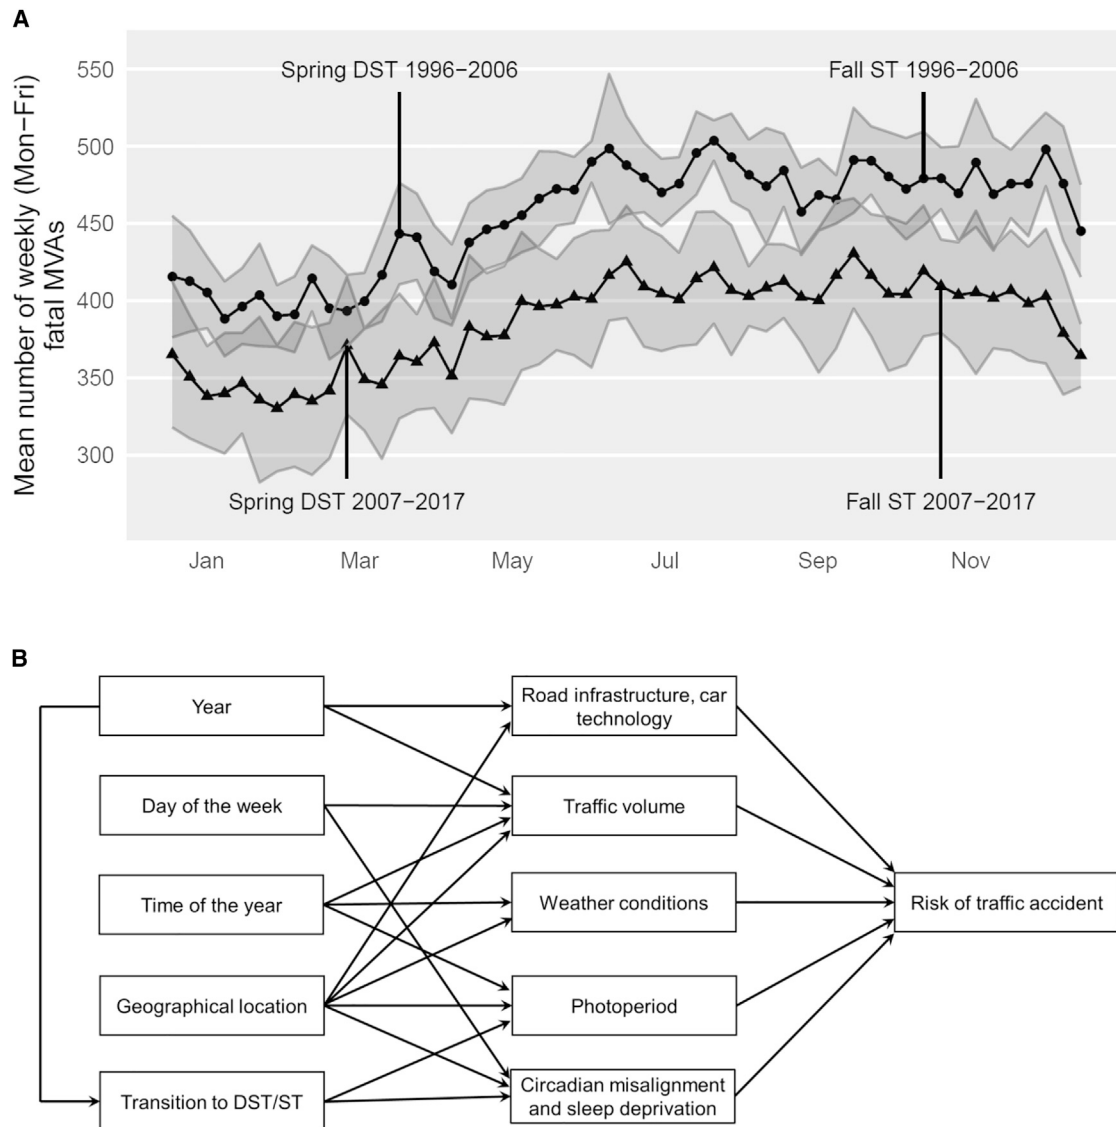 A
Mean number of weekly (Mon−Fri)
fatal MVAs
550
500
450
400
350
300
Spring DST 1996−2006
Fall ST 1996−2006
Spring DST 2007−2017
Fall ST 2007−2017
Jan
Mar
May
Jul
Sep
Nov
B
Year
Day of the week
Time of the year
Geographical location
Transition to DST/ST
Road infrastructure, car
technology
Traffic volume
Weather conditions
Photoperiod
Circadian misalignment
and sleep deprivation
Risk of traffic accident